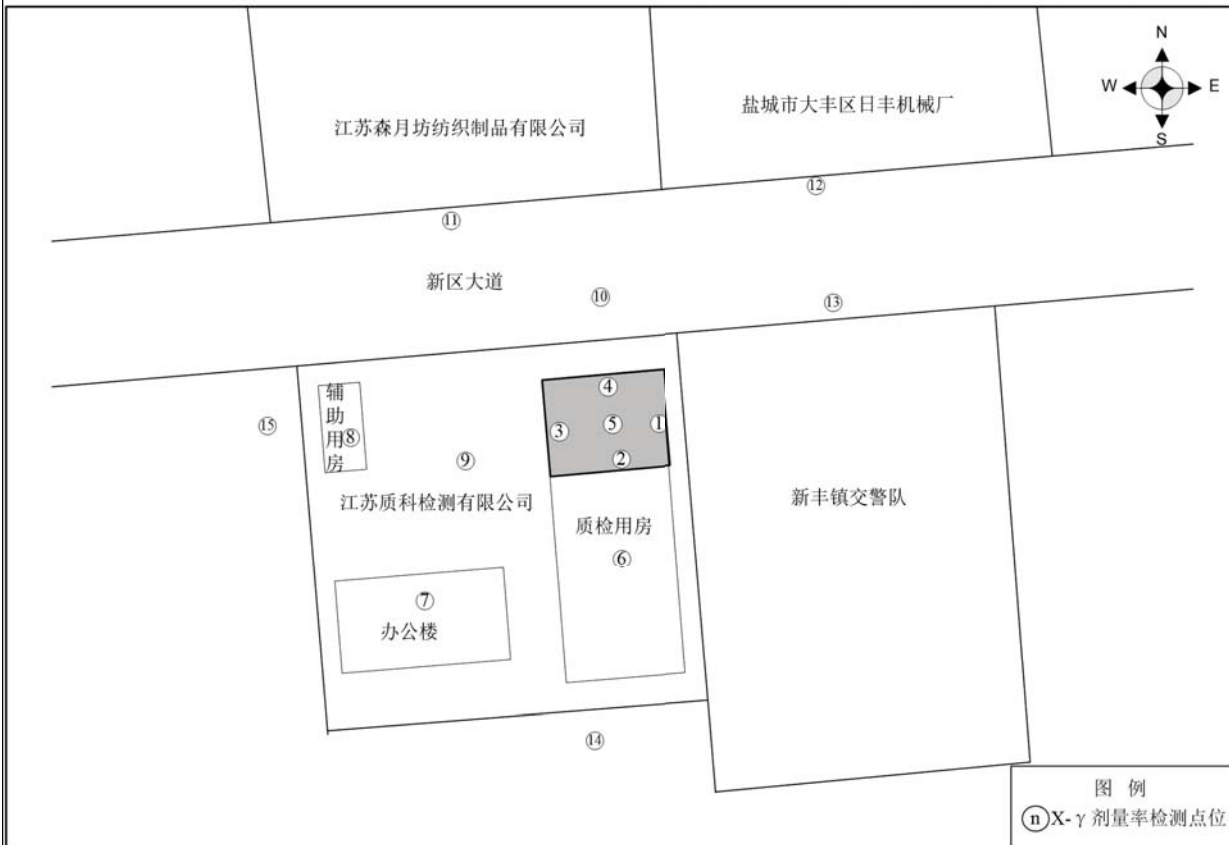 N
W E
S
江苏森月坊纺织制品有限公司
盐城市大丰区日丰机械厂
⑫
⑪
新区大道
⑩
⑬
辅
助
用
房
⑧
④
③
⑤
①
②
⑮
⑨
江苏质科检测有限公司
质检用房
⑥
新丰镇交警队
⑦
办公楼
⑭
图 例
ⓝX-γ剂量率检测点位